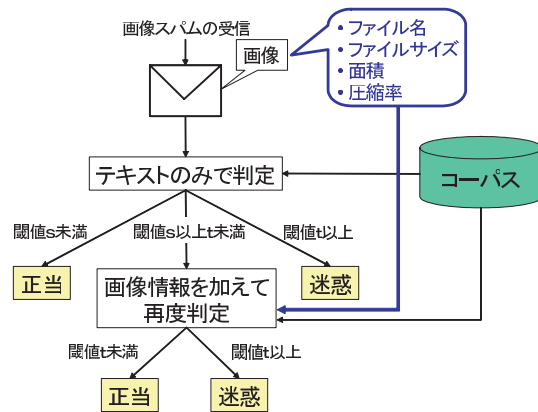 画像スパムの受信
画像
• ファイル名
• ファイルサイズ
• 面積
• 圧縮率
テキストのみで判定
コーパス
閾値s未満
閾値s以上t未満
閾値t以上
正当
画像情報を加えて
再度判定
迷惑
閾値t未満
閾値t以上
正当
迷惑